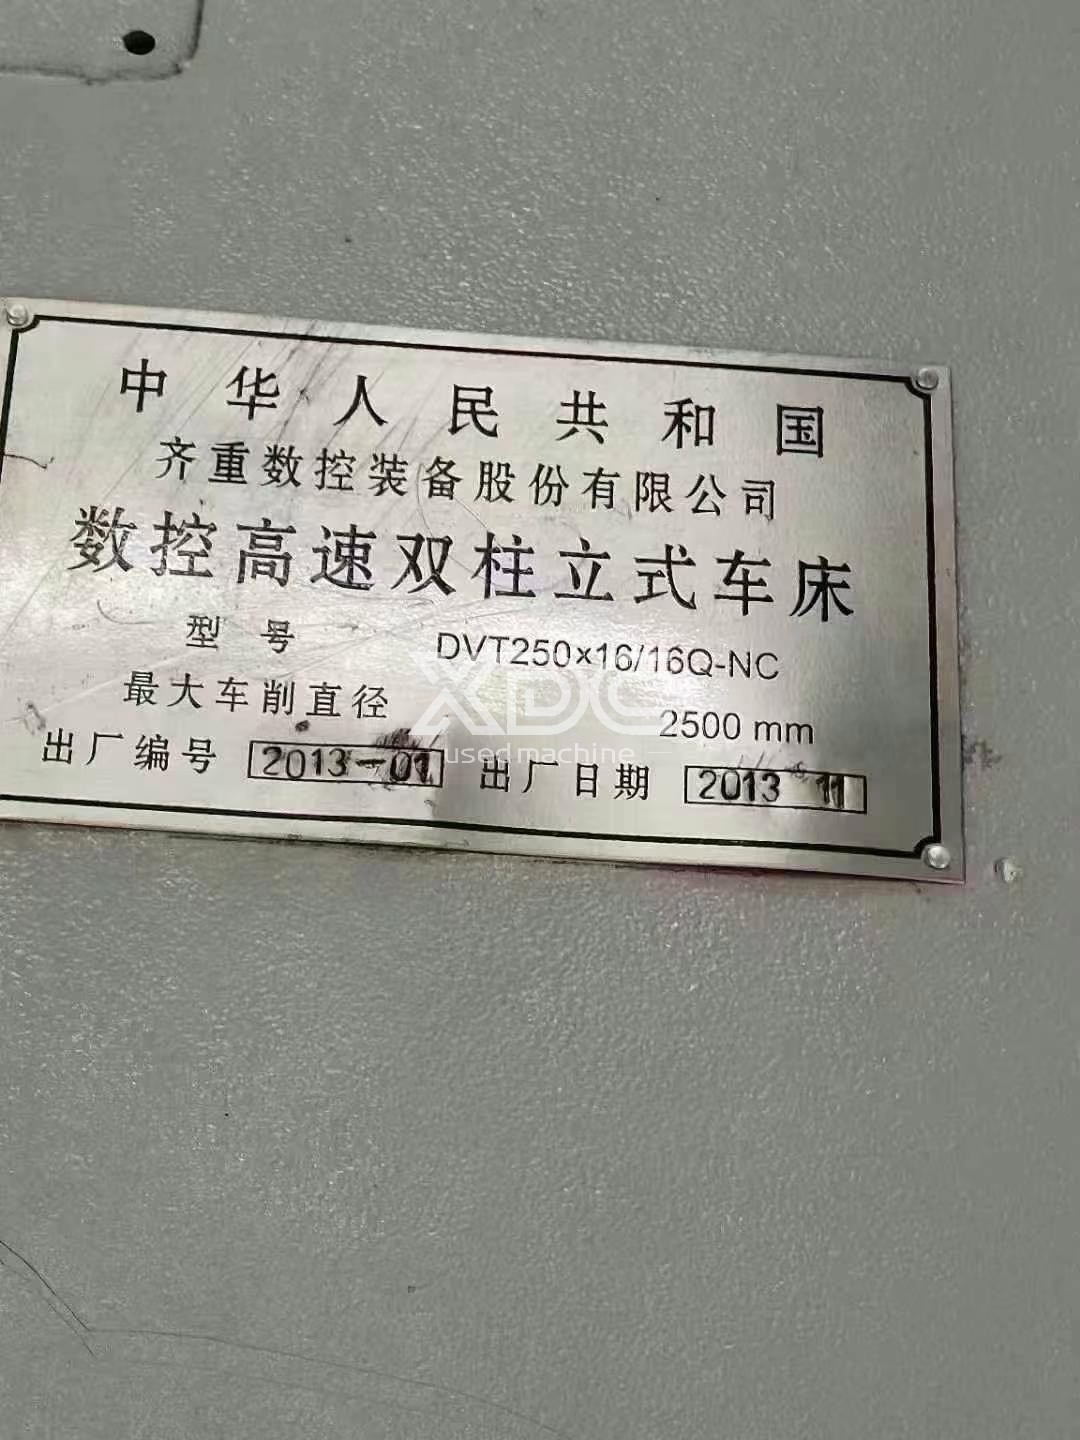 中华人民共和国
齐重数控装备股份有限公司
数控高速双柱立式车床
型号 DVT250×16/16Q-NC
最大车削直径 2500 mm
出厂编号 2013-01 出厂日期 2013 11
XDC
used machine